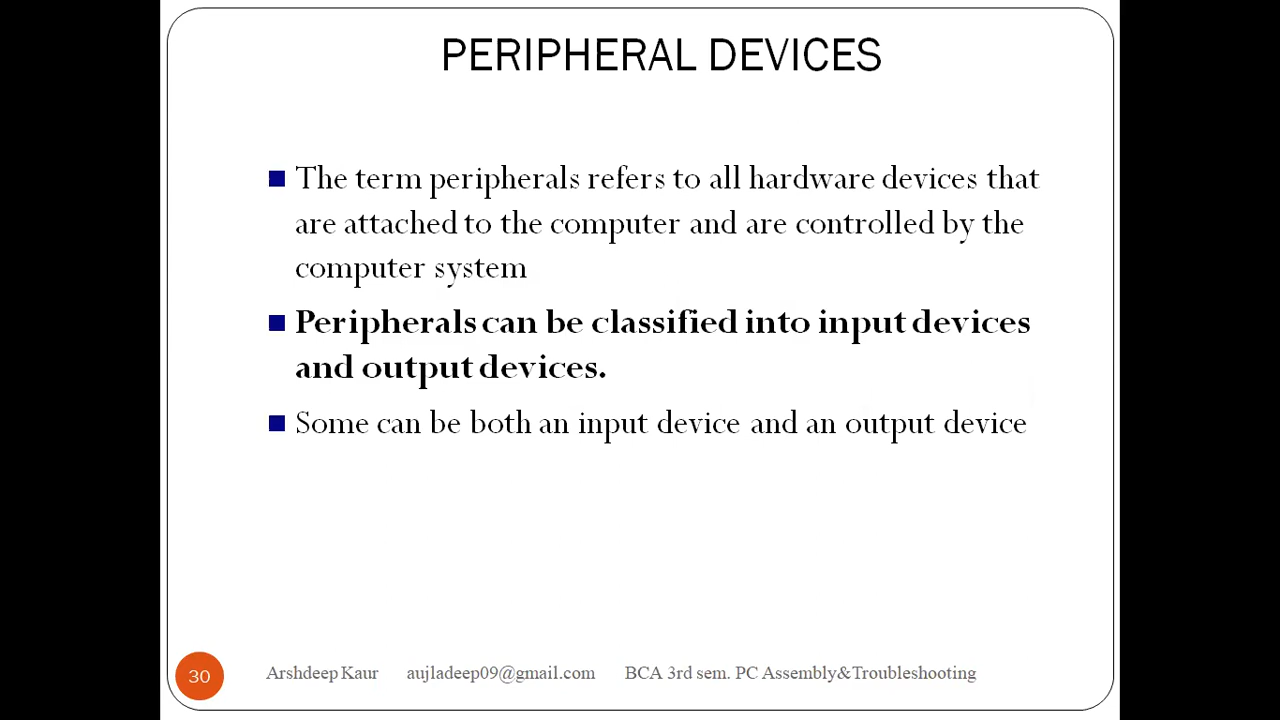 PERIPHERAL DEVICES
The term peripherals refers to all hardware devices that
are attached to the computer and are controlled by the
computer system
Peripherals can be classified into input devices
and output devices.
Some can be both an input device and an output device
30 Arshdeep Kaur aujladeep09@gmail.com BCA 3rd sem. PC Assembly&Troubleshooting